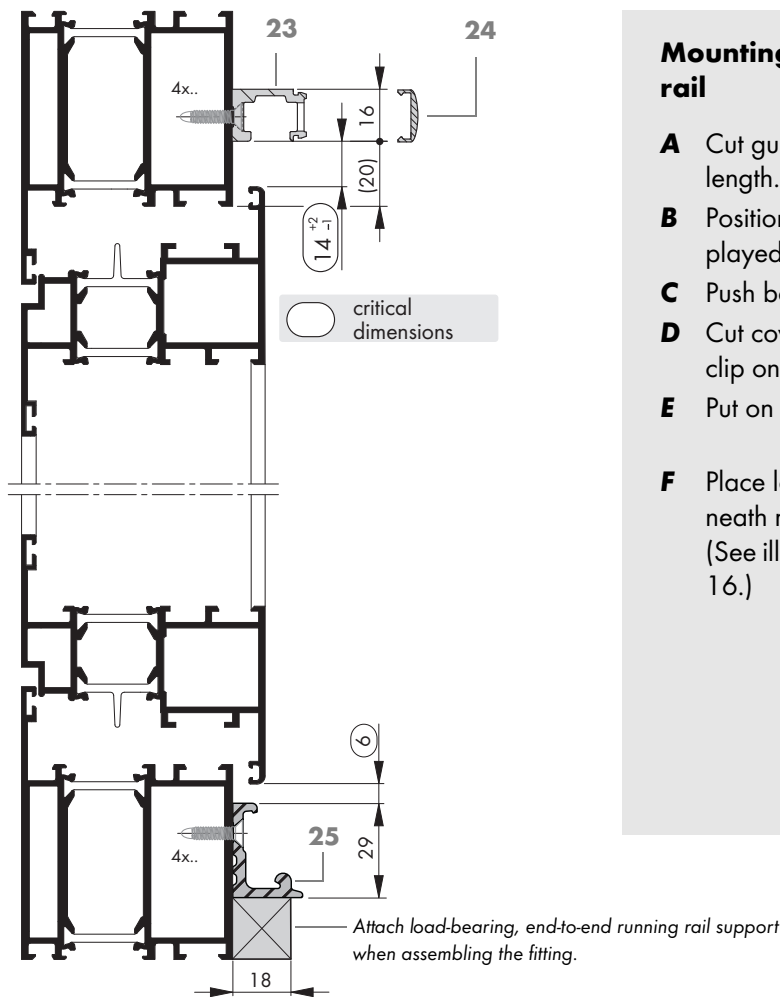 23
24
4x..
16
(20)
14 +2 -1
critical
dimensions
6
25
4x..
29
Attach load-bearing, end-to-end running rail support
when assembling the fitting.
18
Mounting
rail
A Cut gu
length.
B Position
played
C Push b
D Cut co
clip on
E Put on
F Place l
neath
(See ill
16.)